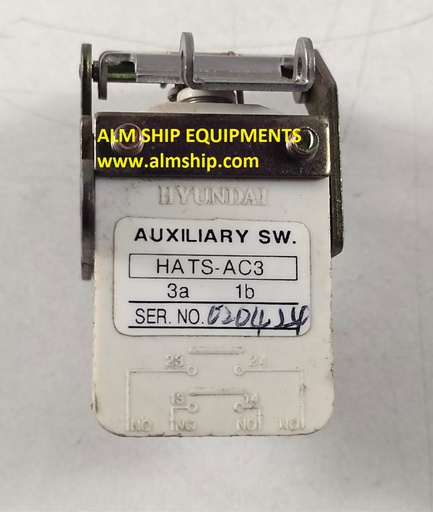 ALM SHIP EQUIPMENTS
www.almship.com
HYUNDAI
AUXILIARY SW.
HATS-AC3
3a 1b
SER. NO. 020424
23 24
13 14
NO NC NO NO